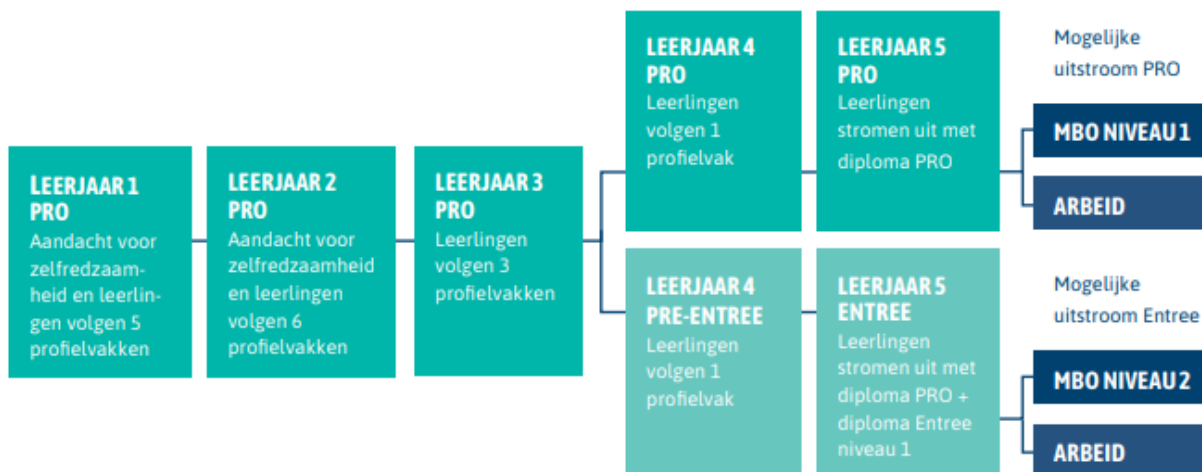 LEERJAAR 1
PRO
Aandacht voor
zelfredzaam-
heid en leerlin-
gen volgen 5
profielvakken
LEERJAAR 2
PRO
Aandacht voor
zelfredzaamheid
en leerlingen
volgen 6
profielvakken
LEERJAAR 3
PRO
Leerlingen
volgen 3
profielvakken
LEERJAAR 4
PRO
Leerlingen
volgen 1
profielvak
LEERJAAR 5
PRO
Leerlingen
stromen uit met
diploma PRO
Mogelijke
uitstroom PRO
MBO NIVEAU 1
ARBEID
LEERJAAR 4
PRE-ENTREE
Leerlingen
volgen 1
profielvak
LEERJAAR 5
ENTREE
Leerlingen
stromen uit met
diploma PRO +
diploma Entree
niveau 1
Mogelijke
uitstroom Entree
MBO NIVEAU 2
ARBEID